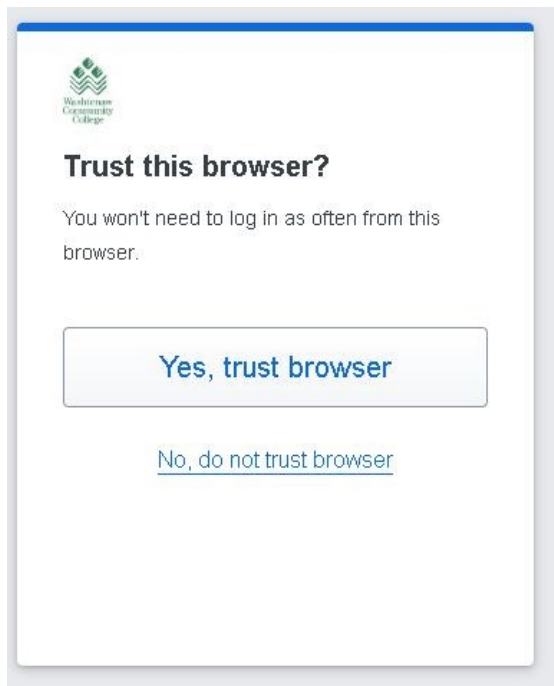 Washtenaw
Community
College
Trust this browser?
You won't need to log in as often from this
browser.
Yes, trust browser
No, do not trust browser